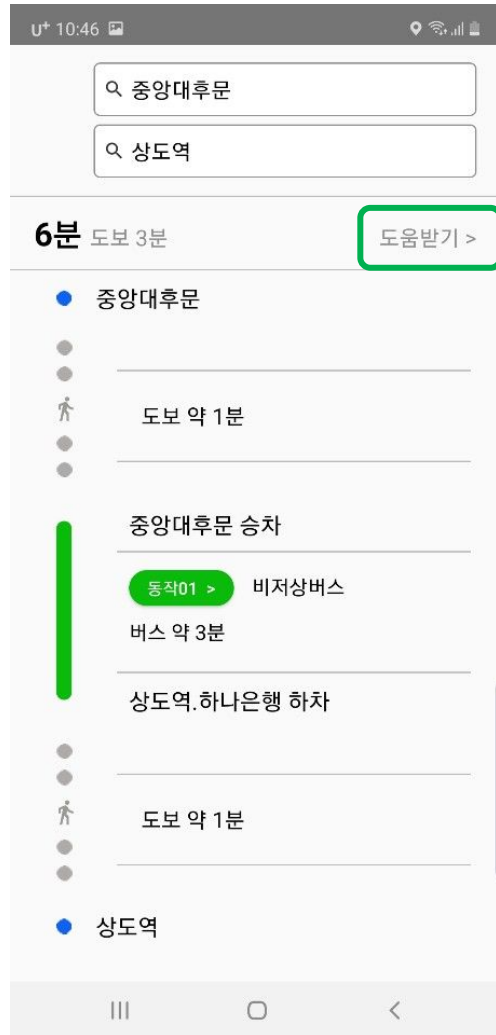 U+ 10:46
중앙대후문
상도역
6분 도보 3분 도움받기 >
중앙대후문
도보 약 1분
중앙대후문 승차
동작01 > 비저상버스
버스 약 3분
상도역.하나은행 하차
도보 약 1분
상도역